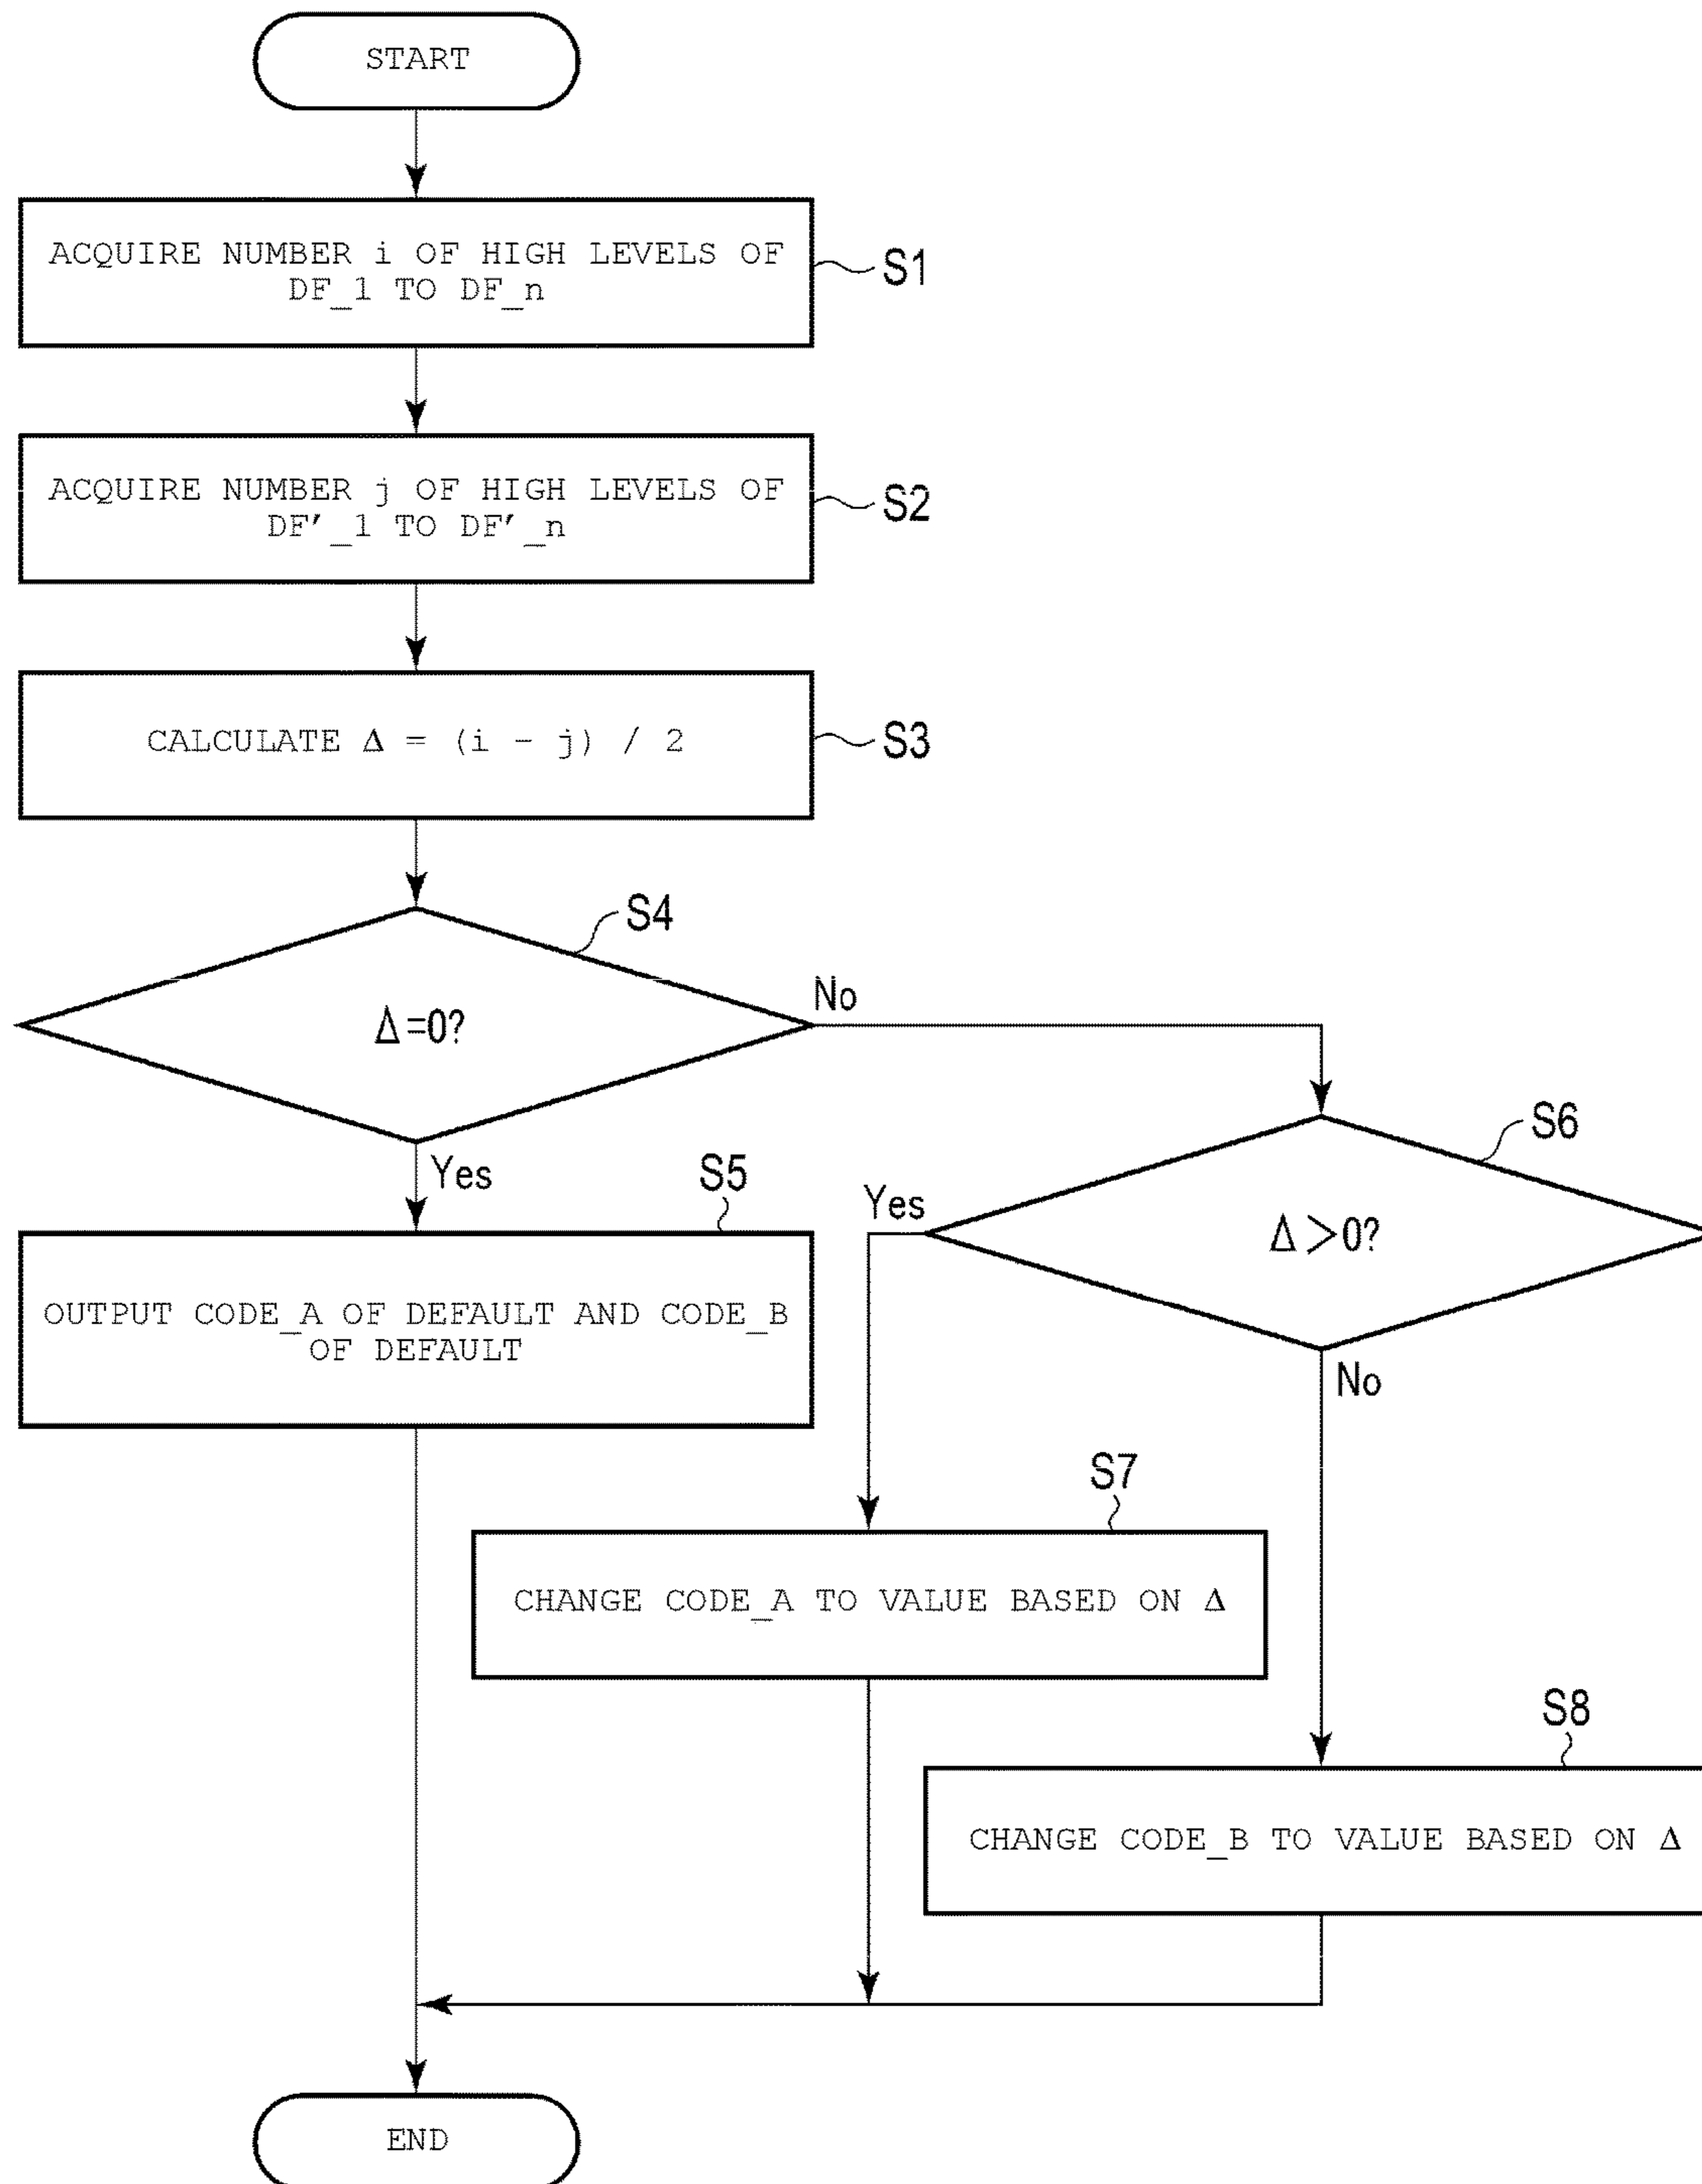 START
ACQUIRE NUMBER i OF HIGH LEVELS OF
DF_1 TO DF_n
S1
ACQUIRE NUMBER j OF HIGH LEVELS OF
DF'_1 TO DF'_n
S2
CALCULATE Δ = (i - j) / 2
S3
S4
Δ=0?
No
Yes
S6
Δ>0?
Yes
No
S5
OUTPUT CODE_A OF DEFAULT AND CODE_B
OF DEFAULT
S7
CHANGE CODE_A TO VALUE BASED ON Δ
S8
CHANGE CODE_B TO VALUE BASED ON Δ
END